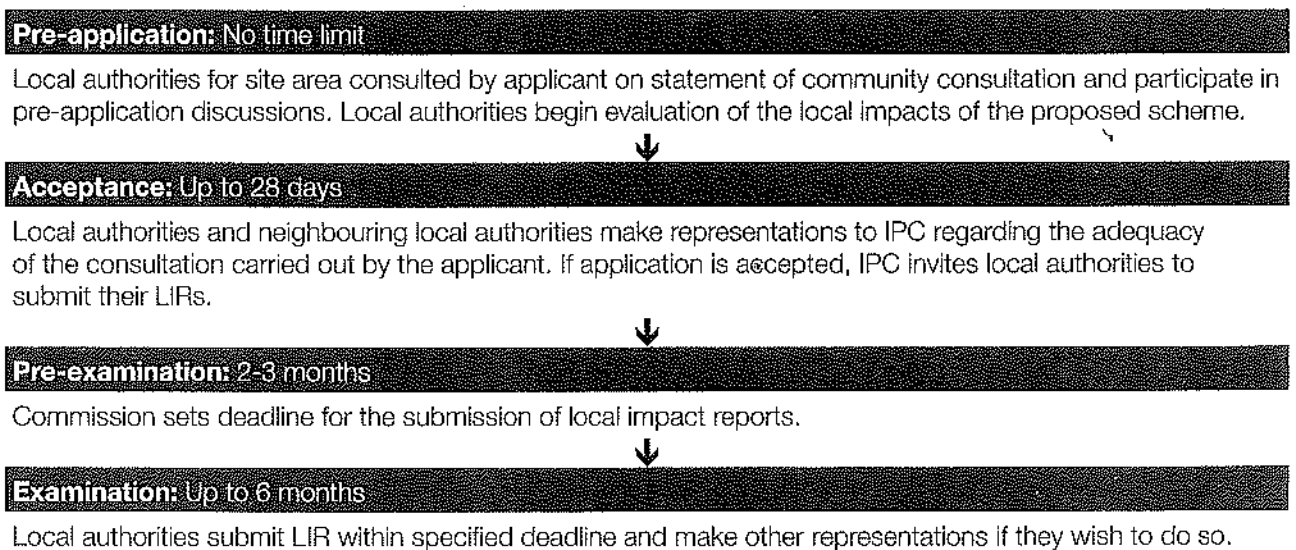 Pre-application: No time limit
Local authorities for site area consulted by applicant on statement of community consultation and participate in
pre-application discussions. Local authorities begin evaluation of the local impacts of the proposed scheme.
Acceptance: Up to 28 days
Local authorities and neighbouring local authorities make representations to IPC regarding the adequacy
of the consultation carried out by the applicant. If application is accepted, IPC invites local authorities to
submit their LIRs.
Pre-examination: 2-3 months
Commission sets deadline for the submission of local impact reports.
Examination: Up to 6 months
Local authorities submit LIR within specified deadline and make other representations if they wish to do so.